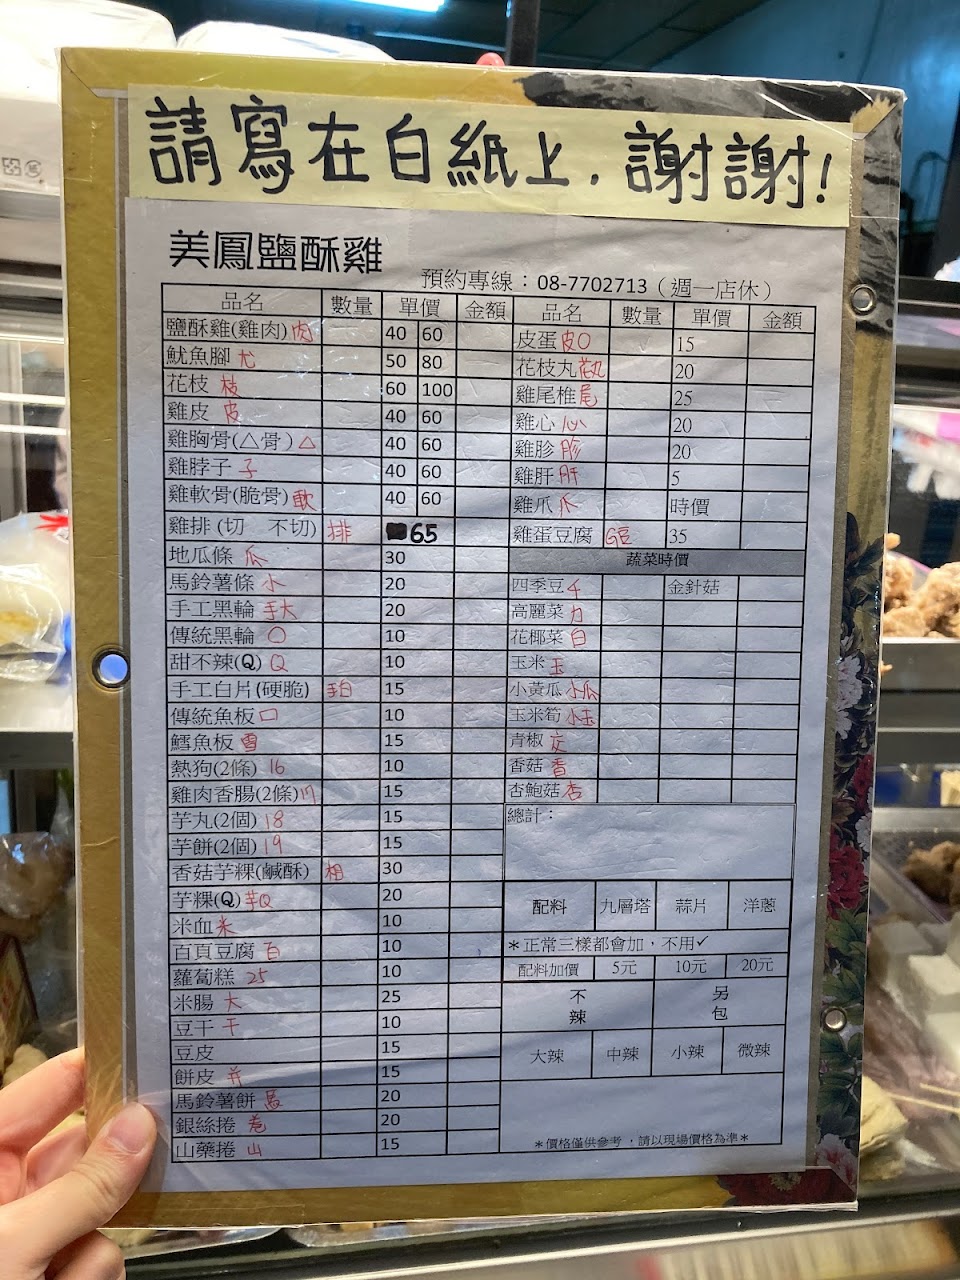 請寫在白紙上，謝謝!
美鳳鹽酥雞
預約專線：08-7702713（週一店休）
品名 數量 單價 金額 品名 數量 單價 金額
鹽酥雞(雞肉) 肉 40 60 皮蛋 皮O 15
魷魚腳 尤 50 80 花枝丸 20
花枝 枝 60 100 雞尾椎 尾 25
雞皮 皮 40 60 雞心 心 20
雞胸骨(△骨) △ 40 60 雞胗 胗 20
雞脖子 子 40 60 雞肝 肝 5
雞軟骨(脆骨) 軟 40 60 雞爪 爪 時價
雞排 (切 不切) 排 65 雞蛋豆腐 35
地瓜條 瓜 30 蔬菜時價
馬鈴薯條 小 20 四季豆 金針菇
手工黑輪 手大 20 高麗菜 力
傳統黑輪 O 10 花椰菜 白
甜不辣(Q) Q 10 玉米 玉
手工白片(硬脆) 手白 15 小黃瓜 小瓜
傳統魚板 口 10 玉米筍 小玉
鱈魚板 雪 15 青椒
熱狗(2條) 16 10 香菇 香
雞肉香腸(2條) 17 15 杏鮑菇 杏
芋丸(2個) 18 15 總計：
芋餅(2個) 19 15
香菇芋粿(鹹酥) 相 30
芋粿(Q) 芋Q 20 配料 九層塔 蒜片 洋蔥
米血 米 10
百頁豆腐 百 10 ＊正常三樣都會加，不用✓
蘿蔔糕 25 10 配料加價 5元 10元 20元
米腸 大 25 不辣 另包
豆干 干 10
豆皮 15 大辣 中辣 小辣 微辣
餅皮 并 15
馬鈴薯餅 馬 20
銀絲捲 卷 20
山藥捲 山 15 ＊價格僅供參考，請以現場價格為準＊